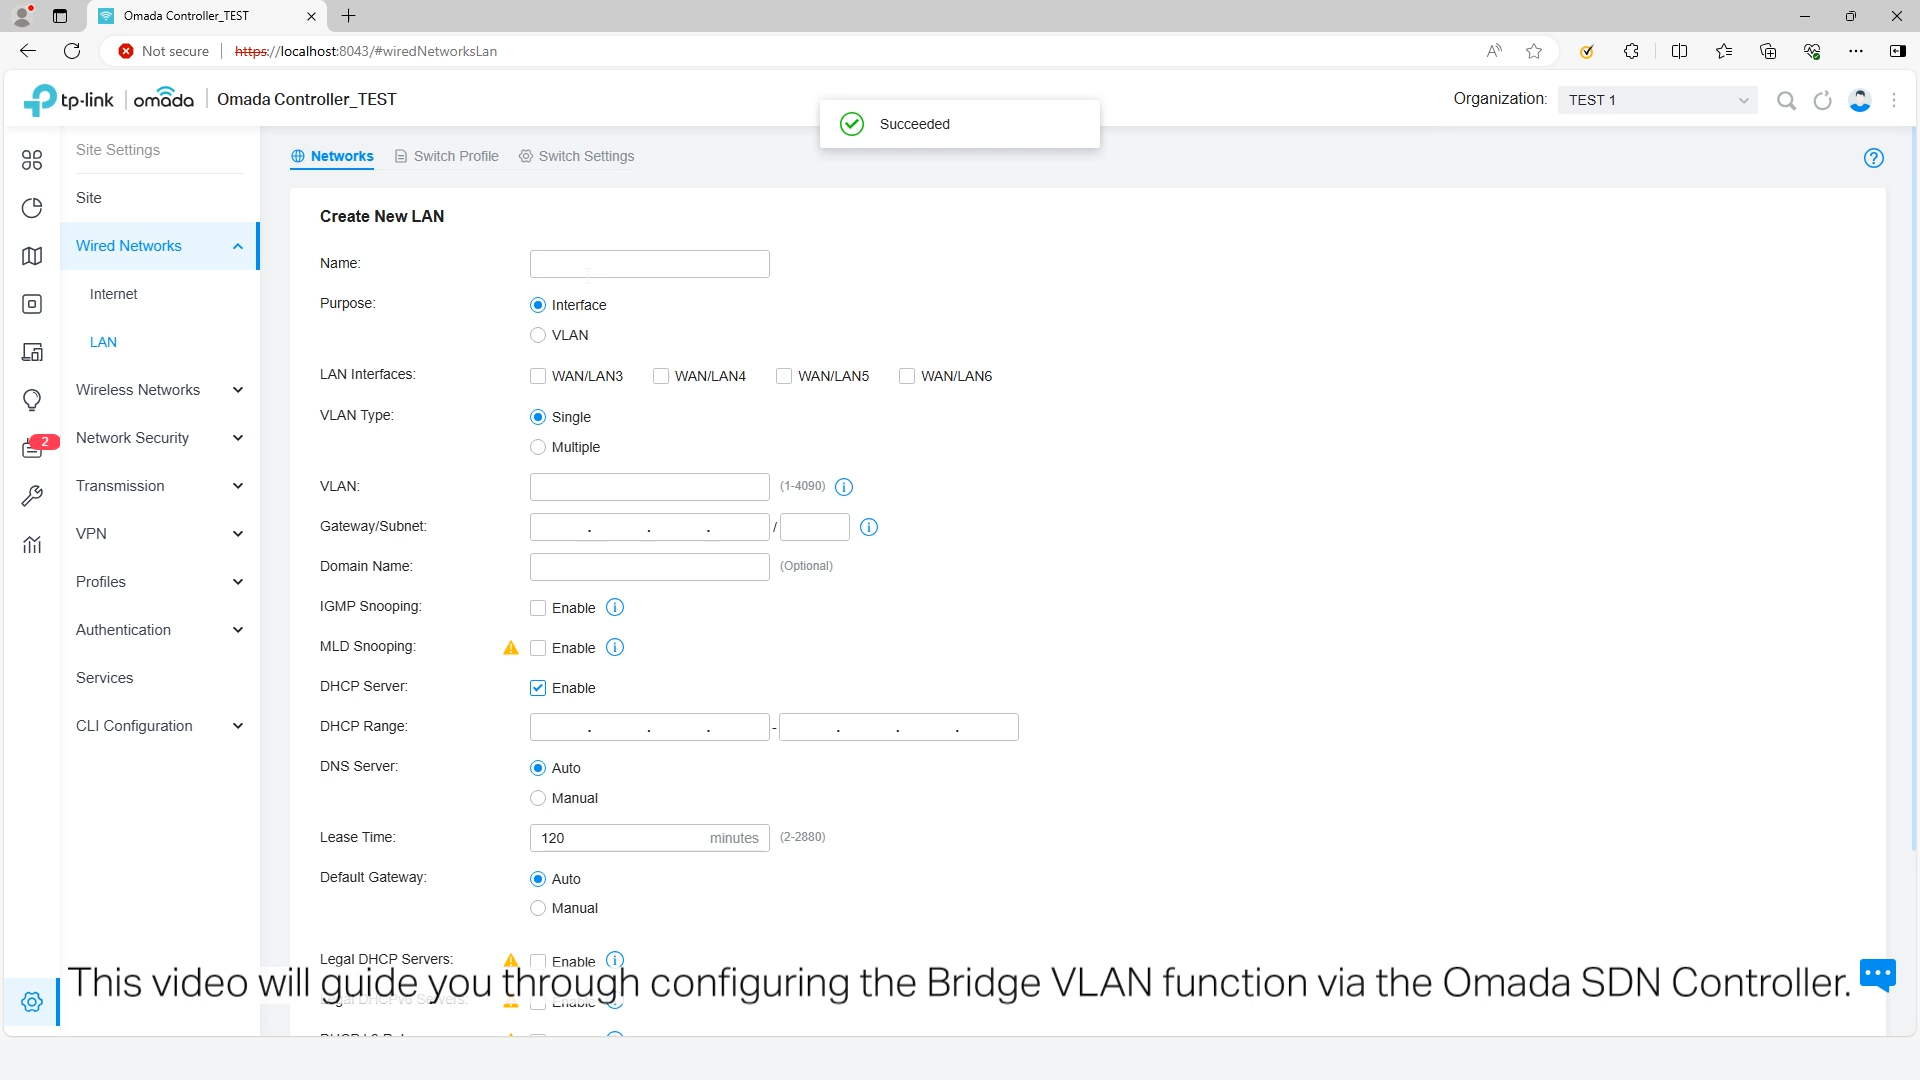 Omada Controller_TEST
Not secure
https://localhost:8043/#wiredNetworksLan
tp-link
omada
Omada Controller_TEST
Organization:
TEST 1
Succeeded
Site Settings
Networks
Switch Profile
Switch Settings
Site
Wired Networks
Internet
LAN
Wireless Networks
Network Security
2
Transmission
VPN
Profiles
Authentication
Services
CLI Configuration
Create New LAN
Name:
Purpose:
Interface
VLAN
LAN Interfaces:
WAN/LAN3
WAN/LAN4
WAN/LAN5
WAN/LAN6
VLAN Type:
Single
Multiple
VLAN:
(1-4090)
Gateway/Subnet:
. . . /
Domain Name:
(Optional)
IGMP Snooping:
Enable
MLD Snooping:
Enable
DHCP Server:
Enable
DHCP Range:
. . . - . . .
DNS Server:
Auto
Manual
Lease Time:
120 minutes
(2-2880)
Default Gateway:
Auto
Manual
Legal DHCP Servers:
Enable
This video will guide you through configuring the Bridge VLAN function via the Omada SDN Controller.
Legal DHCPv6 Servers:
Enable